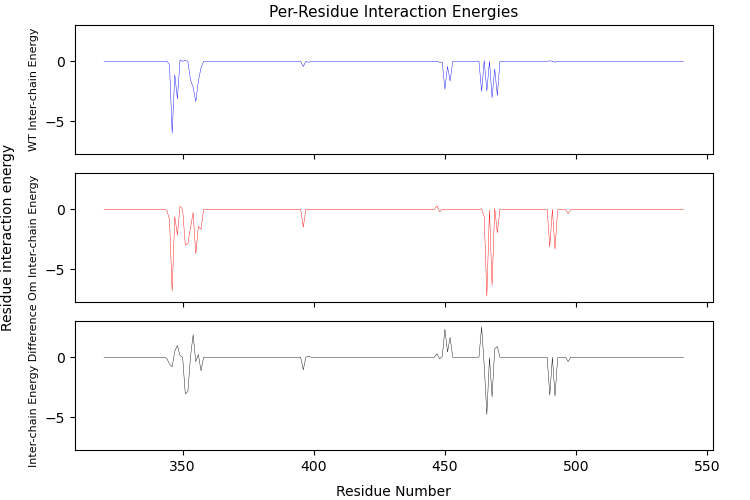 Per-Residue Interaction Energies
Residue interaction energy
WT Inter-chain Energy
0
−5
Om Inter-chain Energy
0
−5
Inter-chain Energy Difference
0
−5
350
400
450
500
550
Residue Number